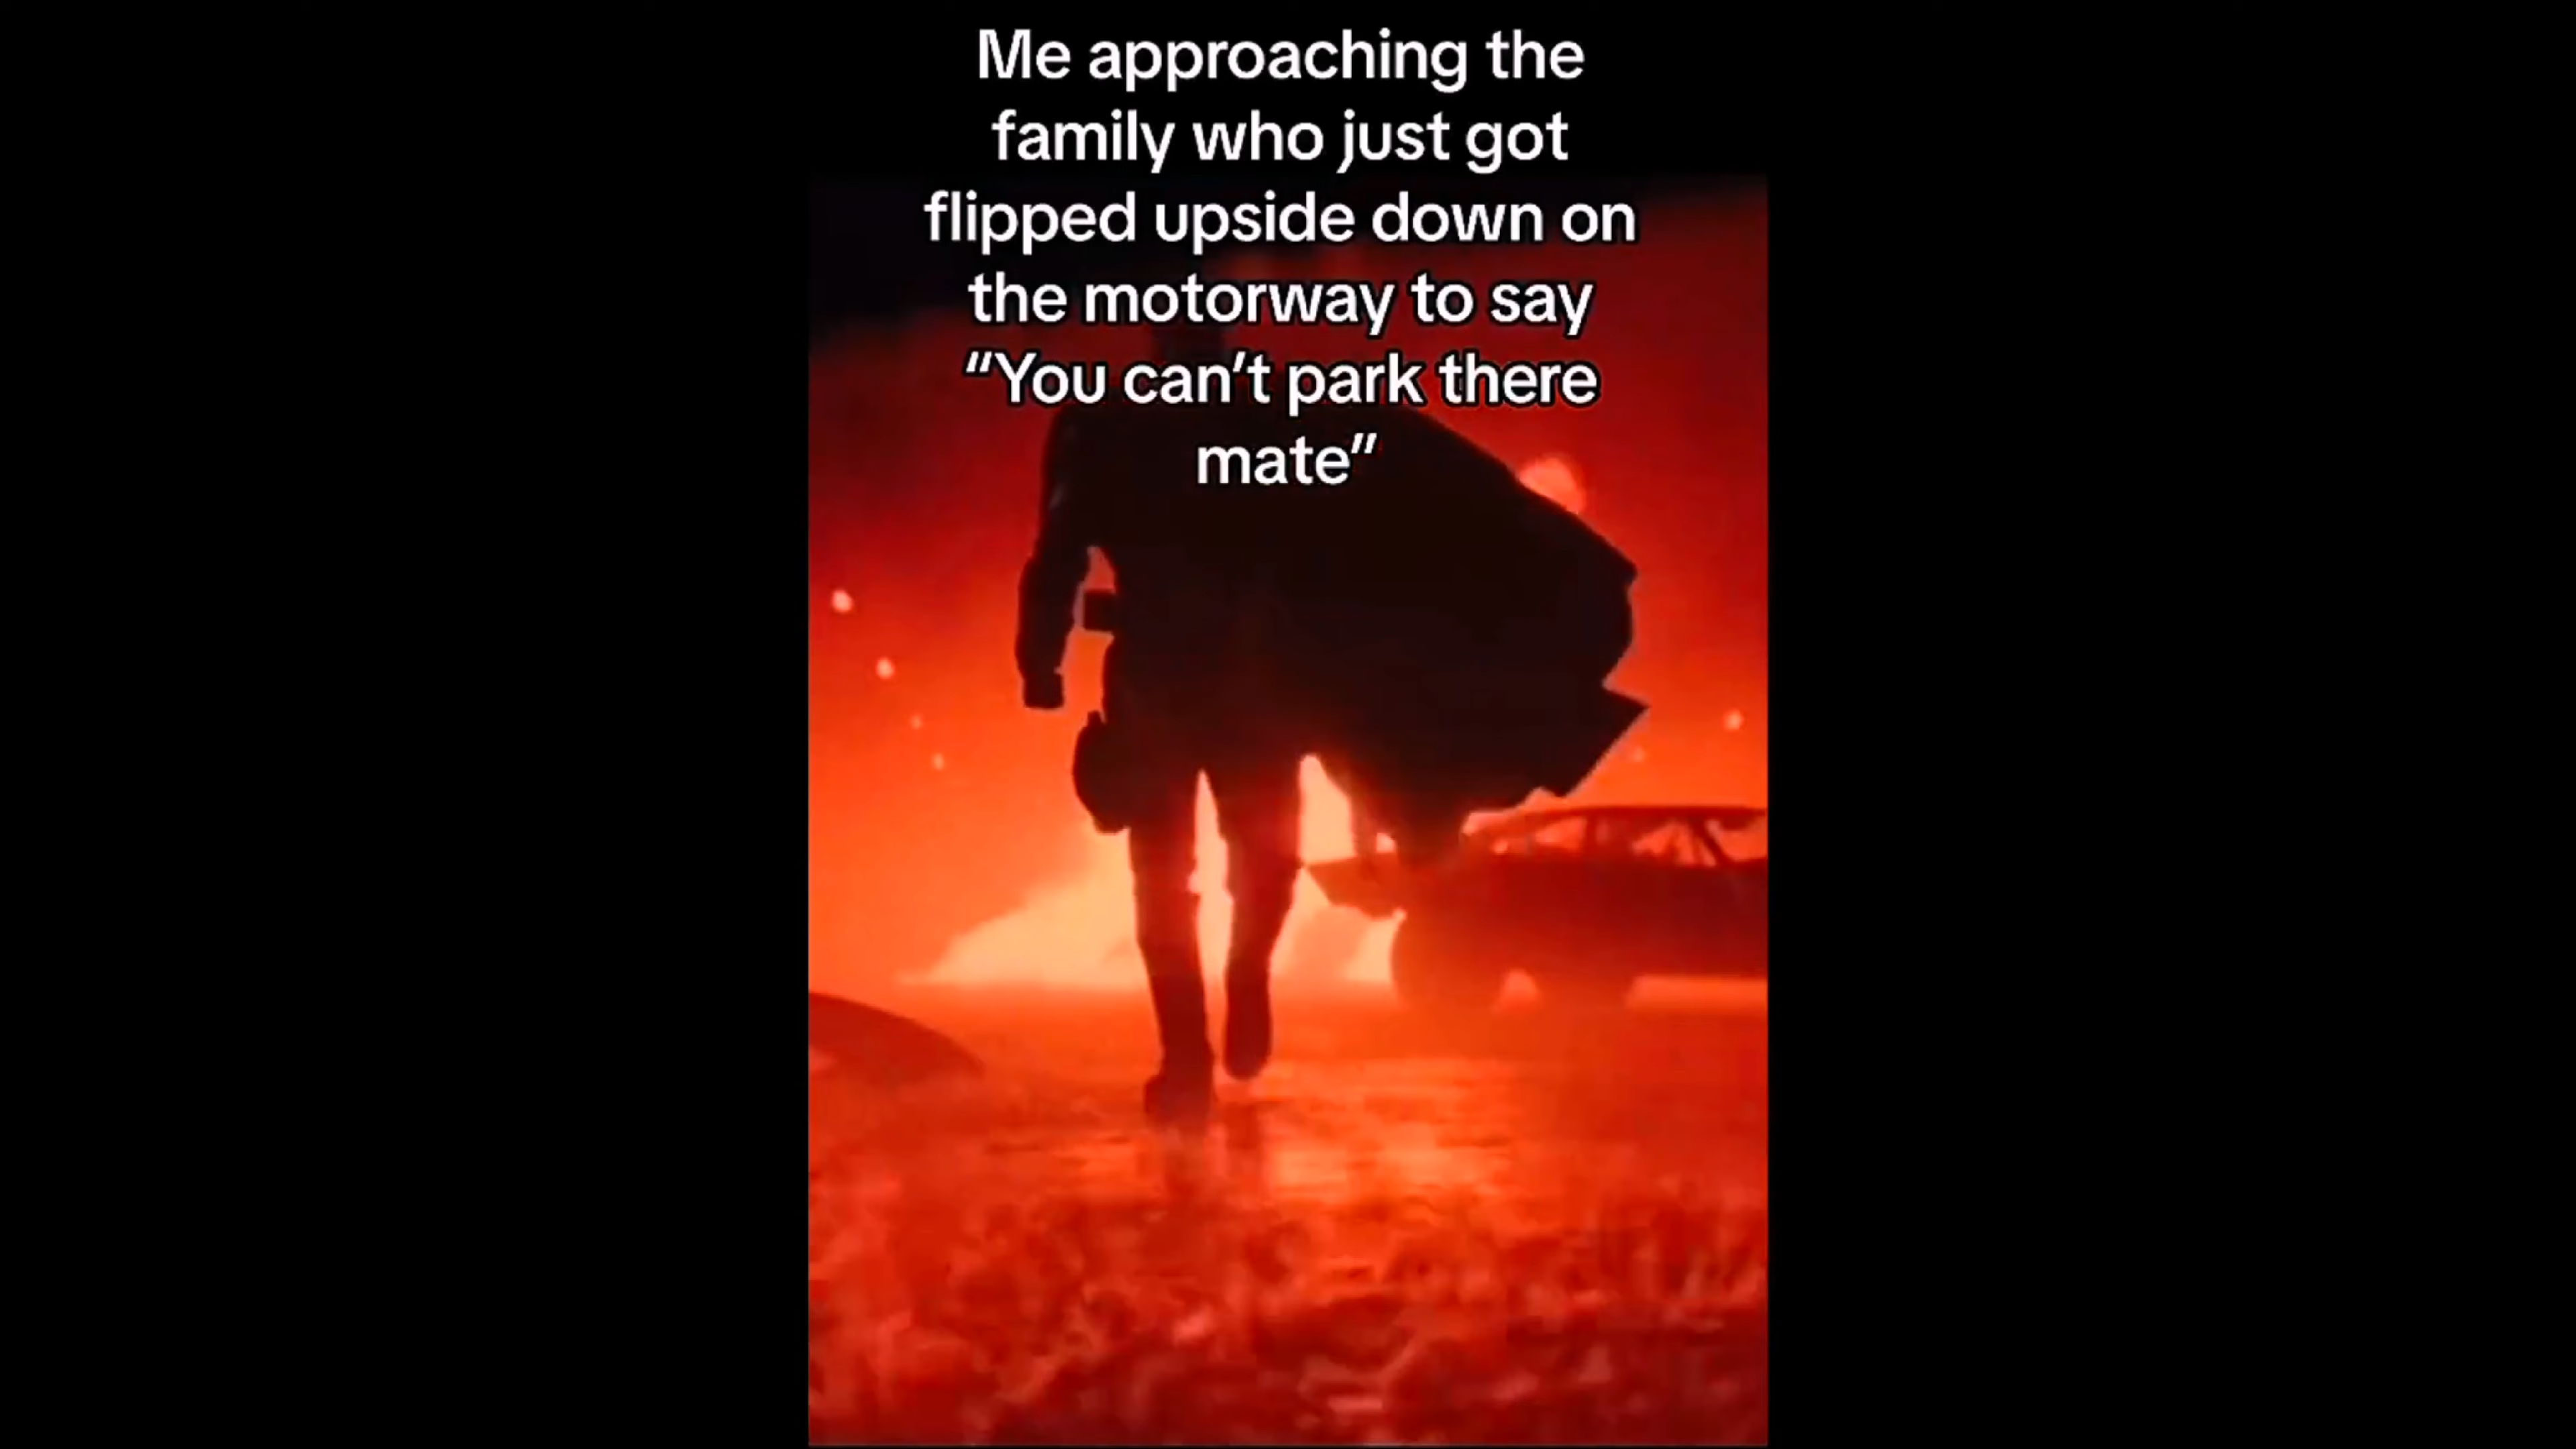 Me approaching the
family who just got
flipped upside down on
the motorway to say
“You can’t park there
mate”